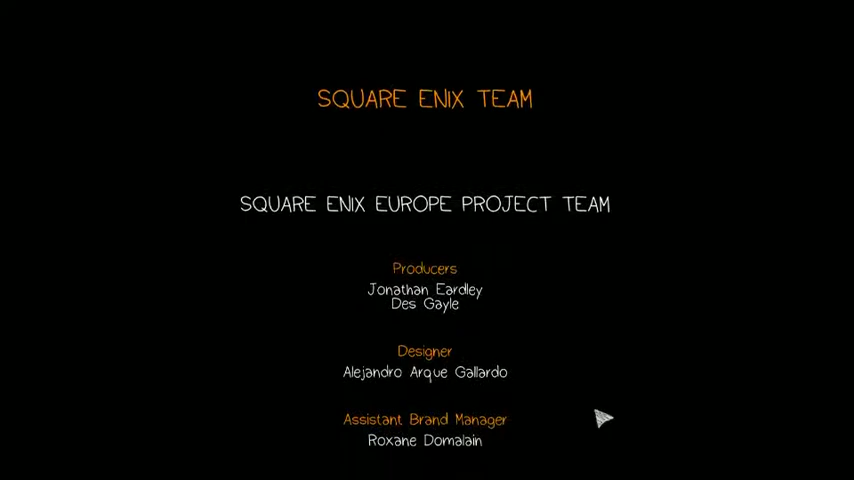 SQUARE ENIX TEAM
SQUARE ENIX EUROPE PROJECT TEAM
Producers
Jonathan Eardley
Des Gayle
Designer
Alejandro Arque Gallardo
Assistant Brand Manager
Roxane Domalain